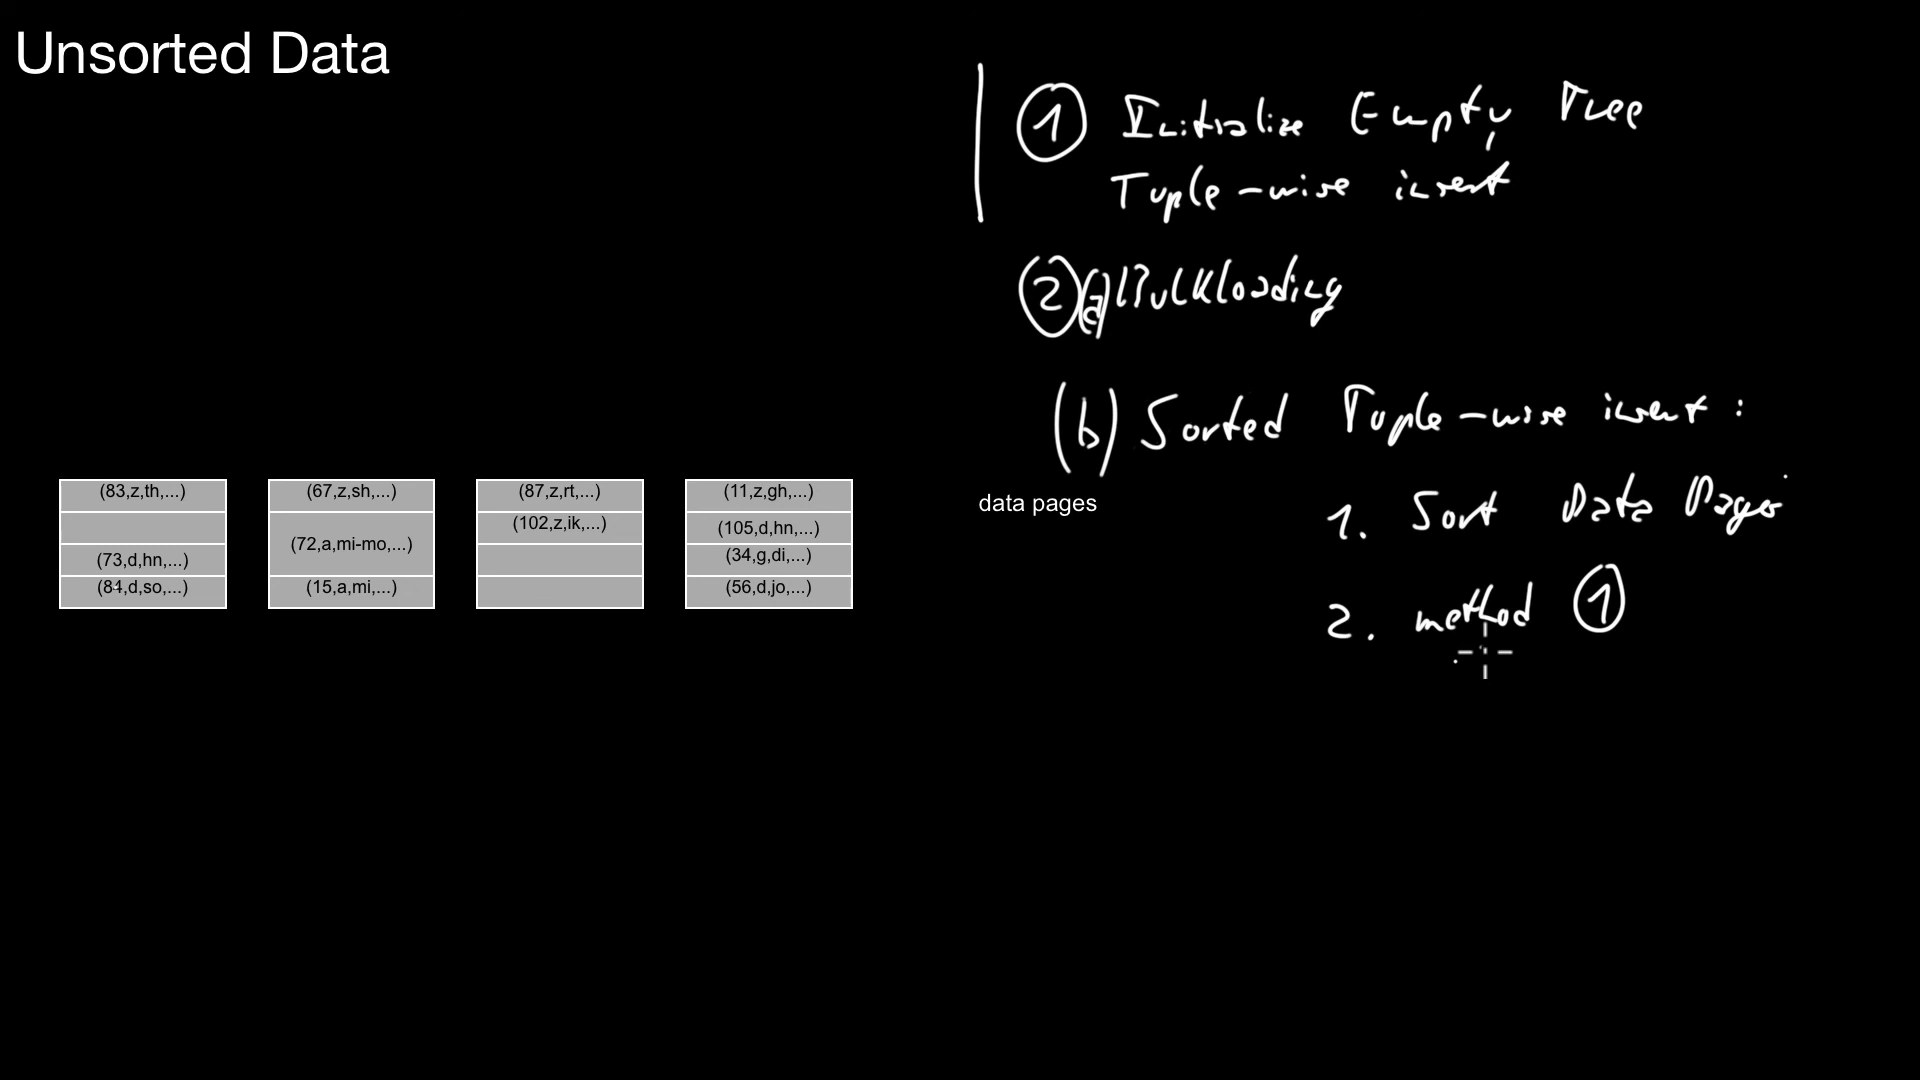 Unsorted Data
1 Initialize Empty Tree
Tuple-wise insert
2 (a) Bulkloading
(b) Sorted Tuple-wise insert:
(83,z,th,...)
(73,d,hn,...)
(84,d,so,...)
(67,z,sh,...)
(72,a,mi-mo,...)
(15,a,mi,...)
(87,z,rt,...)
(102,z,ik,...)
(11,z,gh,...)
(105,d,hn,...)
(34,g,di,...)
(56,d,jo,...)
data pages
1. Sort Data Pages
2. method 1